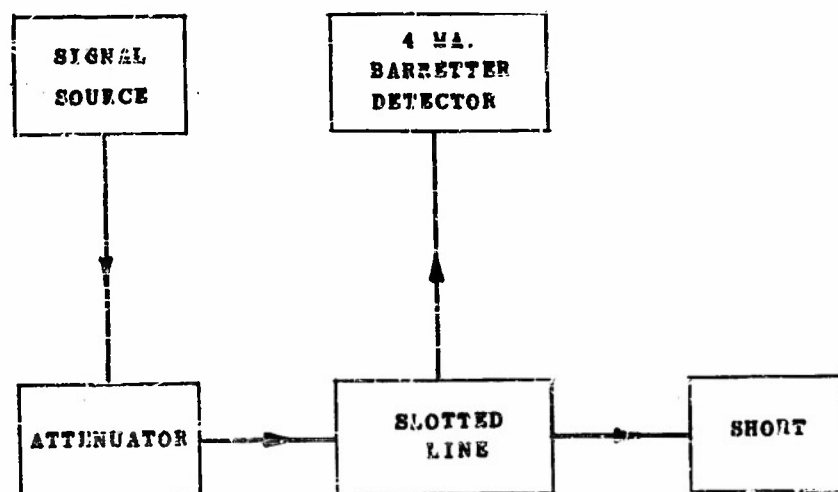 SIGNAL
SOURCE
4 MA.
BARRETTER
DETECTOR
ATTENUATOR
SLOTTED
LINE
SHORT